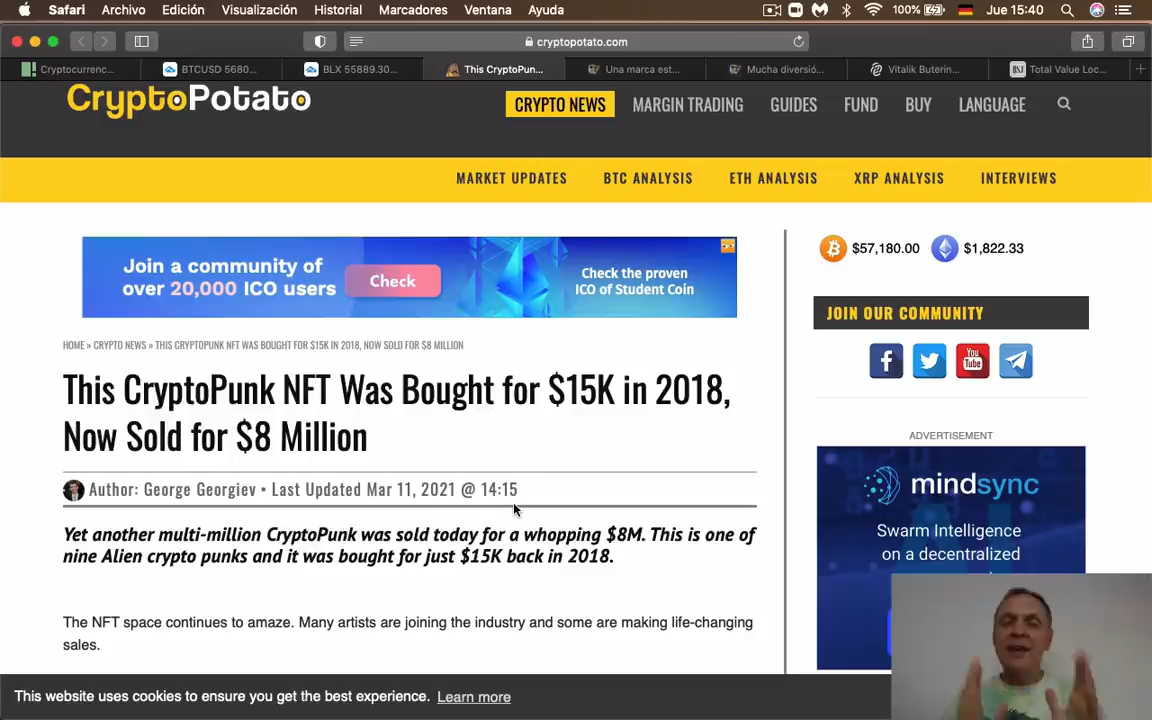 Safari Archivo Edición Visualización Historial Marcadores Ventana Ayuda 100% Jue 15:40
cryptopotato.com
Cryptocurrenc... BTCUSD 5680... BLX 55889.30... This CryptoPun... Una marca est... Mucha diversió... Vitalik Buterin... Total Value Loc...
CryptoPotato
CRYPTO NEWS MARGIN TRADING GUIDES FUND BUY LANGUAGE
MARKET UPDATES BTC ANALYSIS ETH ANALYSIS XRP ANALYSIS INTERVIEWS
Join a community of
over 20,000 ICO users
Check
Check the proven
ICO of Student Coin
$57,180.00 $1,822.33
JOIN OUR COMMUNITY
You
Tube
HOME » CRYPTO NEWS » THIS CRYPTOPUNK NFT WAS BOUGHT FOR $15K IN 2018, NOW SOLD FOR $8 MILLION
This CryptoPunk NFT Was Bought for $15K in 2018,
Now Sold for $8 Million
Author: George Georgiev • Last Updated Mar 11, 2021 @ 14:15
Yet another multi-million CryptoPunk was sold today for a whopping $8M. This is one of
nine Alien crypto punks and it was bought for just $15K back in 2018.
The NFT space continues to amaze. Many artists are joining the industry and some are making life-changing
sales.
ADVERTISEMENT
mindsync
Swarm Intelligence
on a decentralized
This website uses cookies to ensure you get the best experience. Learn more